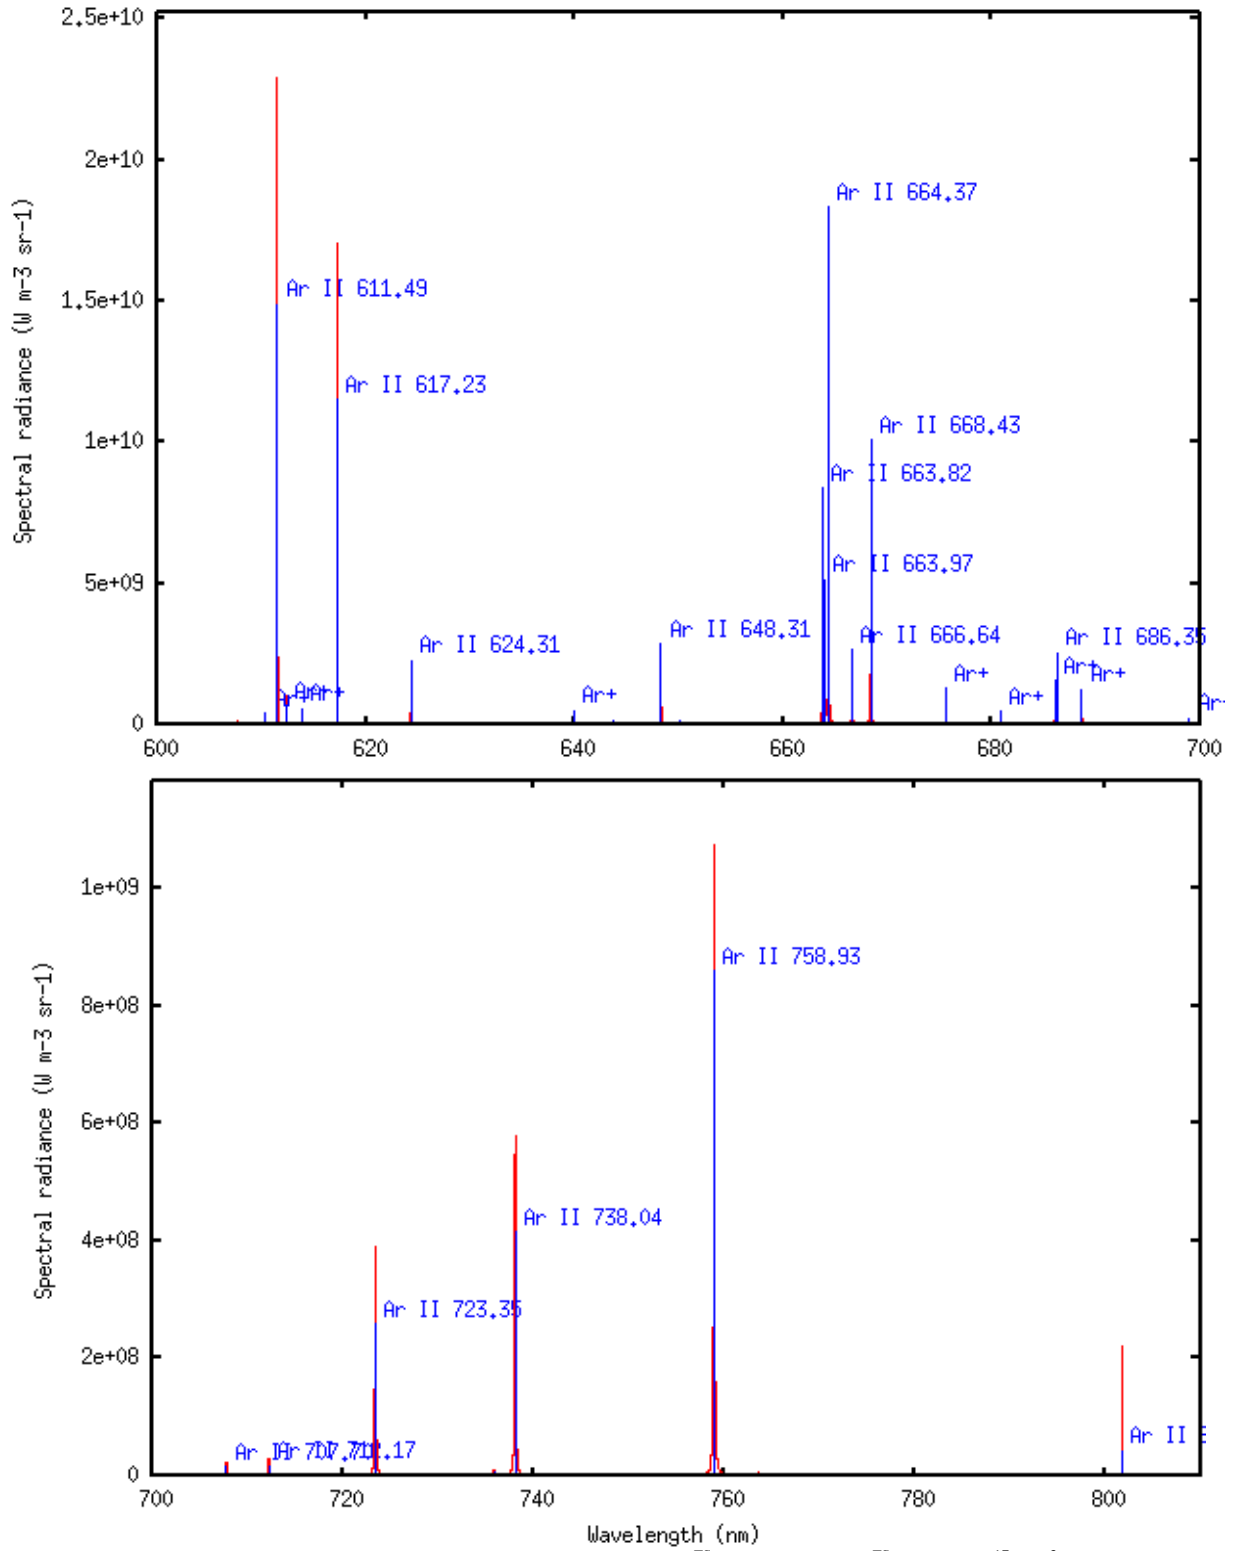 2.5e+10
2e+10
Ar II 664.37
Spectral radiance (W m-3 sr-1)
1.5e+10
Ar II 611.49
Ar II 617.23
1e+10
Ar II 668.43
Ar II 663.82
5e+09
Ar II 663.97
Ar II 648.31
Ar II 666.64
Ar II 686.35
Ar II 624.31
Ar+ Ar+
Ar+
Ar+
Ar+
Ar+
0
600 620 640 660 680 700
1e+09
Ar II 758.93
Spectral radiance (W m-3 sr-1)
8e+08
6e+08
Ar II 738.04
4e+08
Ar II 723.35
2e+08
Ar II
0
700 720 740 760 780 800
Wavelength (nm)